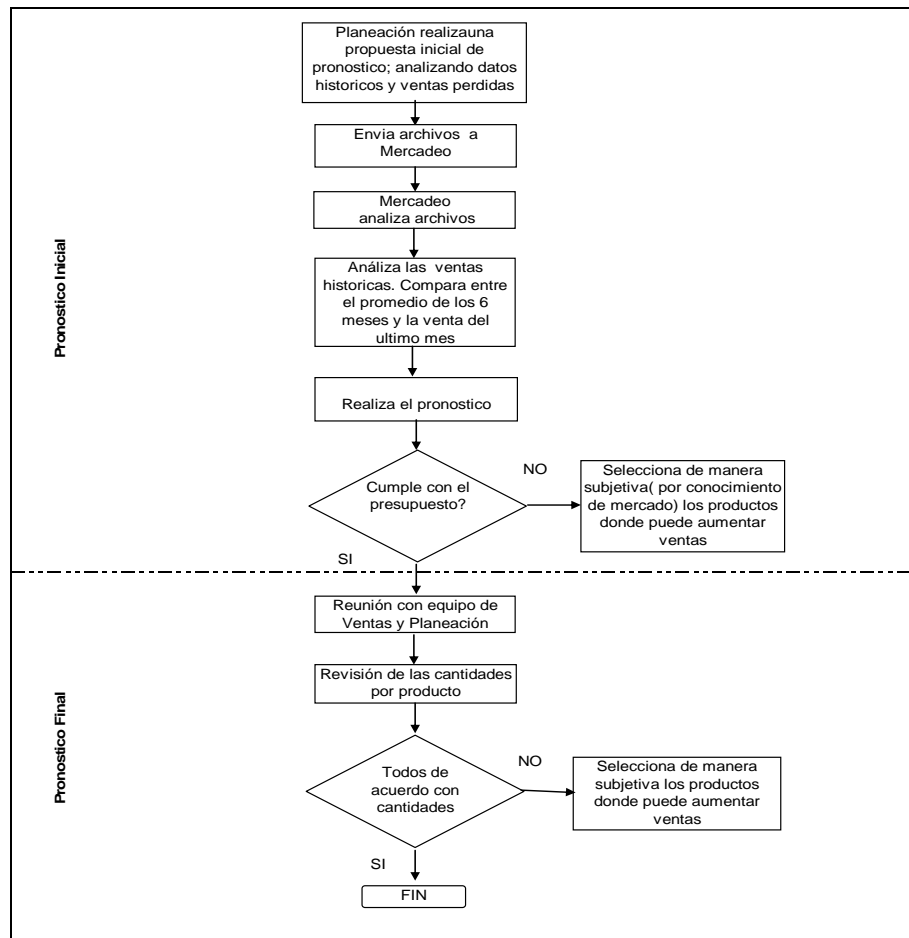 Planeación realizauna
propuesta inicial de
pronostico; analizando datos
historicos y ventas perdidas
Envia archivos a
Mercadeo
Mercadeo
analiza archivos
Pronostico Inicial
Análiza las ventas
historicas. Compara entre
el promedio de los 6
meses y la venta del
ultimo mes
Realiza el pronostico
Cumple con el
presupuesto?
NO
Selecciona de manera
subjetiva( por conocimiento
de mercado) los productos
donde puede aumentar
ventas
SI
Reunión con equipo de
Ventas y Planeación
Revisión de las cantidades
por producto
Pronostico Final
Todos de
acuerdo con
cantidades
NO
Selecciona de manera
subjetiva los productos
donde puede aumentar
ventas
SI
FIN